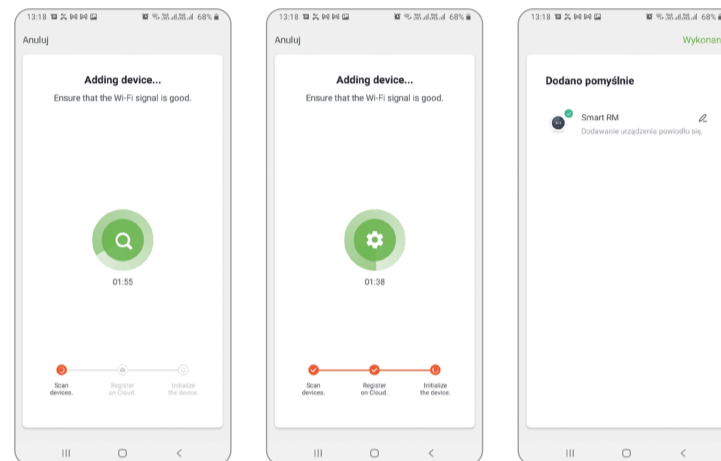 13:18
68%
Anuluj
Adding device...
Ensure that the Wi-Fi signal is good.
01:55
Scan
devices.
Register
on Cloud.
Initialize
the device.
13:18
68%
Anuluj
Adding device...
Ensure that the Wi-Fi signal is good.
01:38
Scan
devices.
Register
on Cloud.
Initialize
the device.
13:18
68%
Wykonan
Dodano pomyślnie
Smart RM
Dodawanie urządzenia powiodło się.